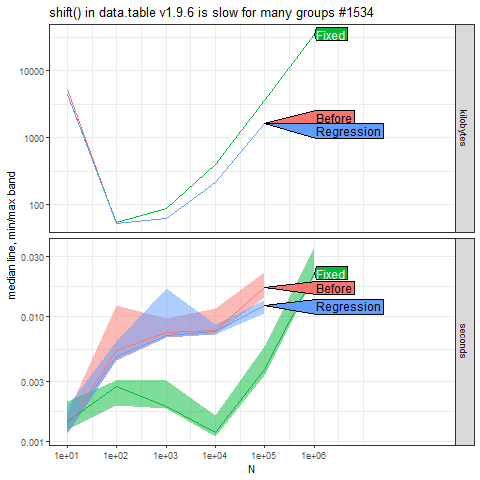 shift() in data.table v1.9.6 is slow for many groups #1534
Fixed
10000
Before
Regression
1000
100
kilobytes
median line, min/max band
0.030
Fixed
Before
Regression
0.010
0.003
0.001
seconds
1e+01 1e+02 1e+03 1e+04 1e+05 1e+06
N